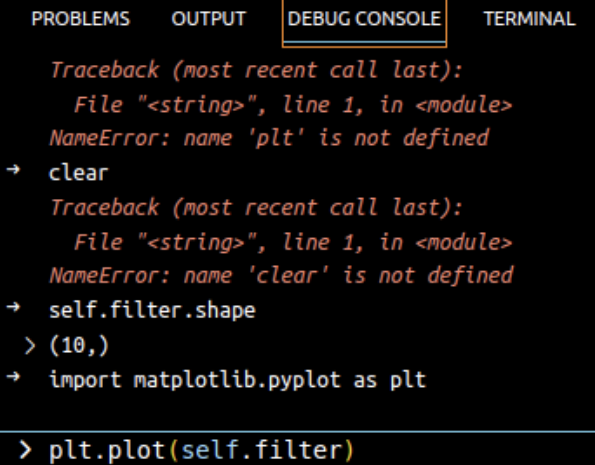 PROBLEMS OUTPUT DEBUG CONSOLE TERMINAL
Traceback (most recent call last):
File "<string>", line 1, in <module>
NameError: name 'plt' is not defined
→ clear
Traceback (most recent call last):
File "<string>", line 1, in <module>
NameError: name 'clear' is not defined
→ self.filter.shape
> (10,)
→ import matplotlib.pyplot as plt
> plt.plot(self.filter)